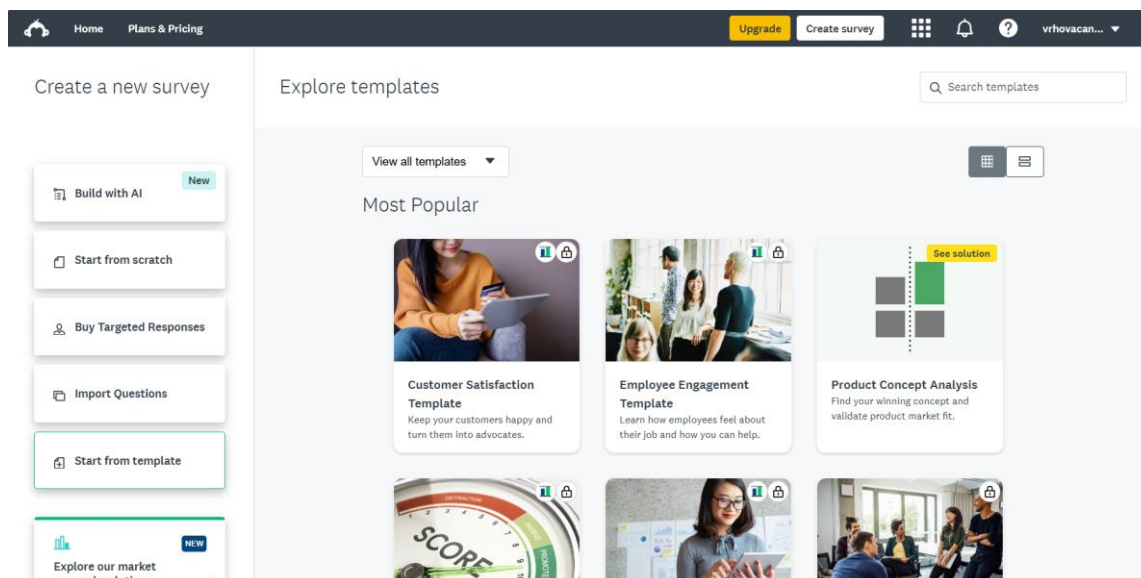 Home Plans & Pricing Upgrade Create survey vrhovacan...
Create a new survey
Build with AI
New
Start from scratch
Buy Targeted Responses
Import Questions
Start from template
NEW
Explore our market
Explore templates
Search templates
View all templates
Most Popular
Customer Satisfaction
Template
Keep your customers happy and
turn them into advocates.
Employee Engagement
Template
Learn how employees feel about
their job and how you can help.
See solution
Product Concept Analysis
Find your winning concept and
validate product market fit.
DETRACTOR
SCORE